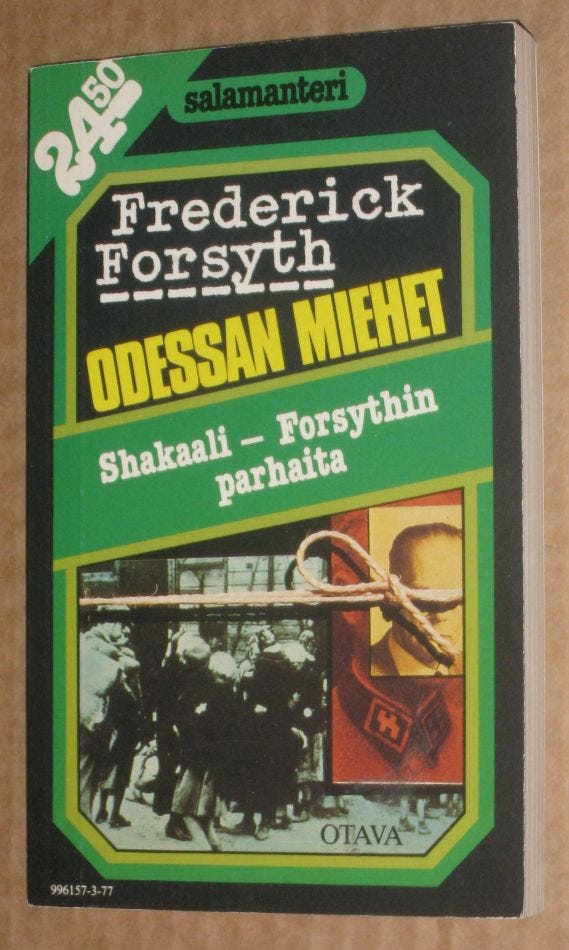 24.50
salamanteri
Frederick
Forsyth
ODESSAN MIEHET
Shakaali – Forsythin
parhaita
OTAVA
996157-3-77